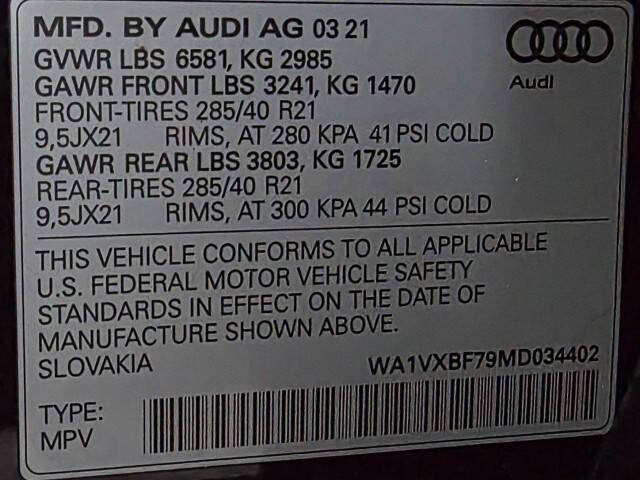 MFD. BY AUDI AG 03 21
GVWR LBS 6581, KG 2985
GAWR FRONT LBS 3241, KG 1470
Audi
FRONT-TIRES 285/40 R21
9,5JX21 RIMS, AT 280 KPA 41 PSI COLD
GAWR REAR LBS 3803, KG 1725
REAR-TIRES 285/40 R21
9,5JX21 RIMS, AT 300 KPA 44 PSI COLD
THIS VEHICLE CONFORMS TO ALL APPLICABLE
U.S. FEDERAL MOTOR VEHICLE SAFETY
STANDARDS IN EFFECT ON THE DATE OF
MANUFACTURE SHOWN ABOVE.
SLOVAKIA WA1VXBF79MD034402
TYPE:
MPV